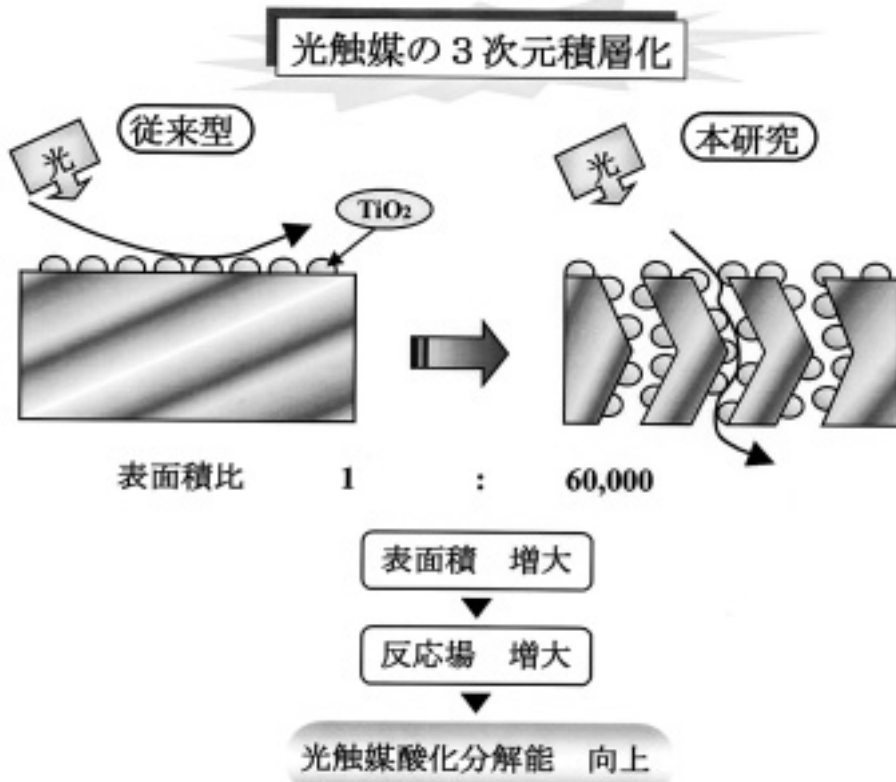 光触媒の3次元積層化
従来型
本研究
光
光
TiO₂
表面積比 1 : 60,000
表面積 増大
反応場 増大
光触媒酸化分解能 向上